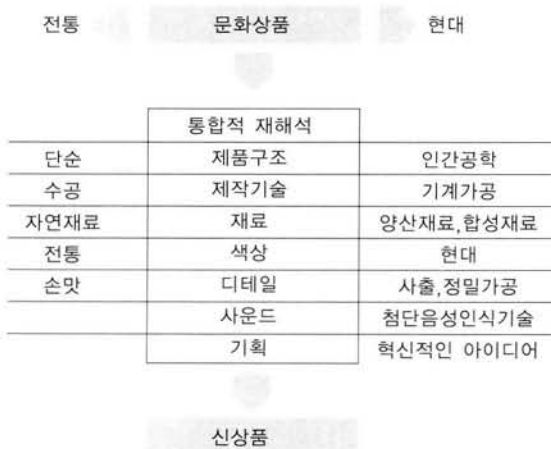 전통 문화상품 현대
통합적 재해석
단순 제품구조 인간공학
수공 제작기술 기계가공
자연재료 재료 양산재료,합성재료
전통 색상 현대
손맛 디테일 사출,정밀가공
사운드 첨단음성인식기술
기획 혁신적인 아이디어
신상품